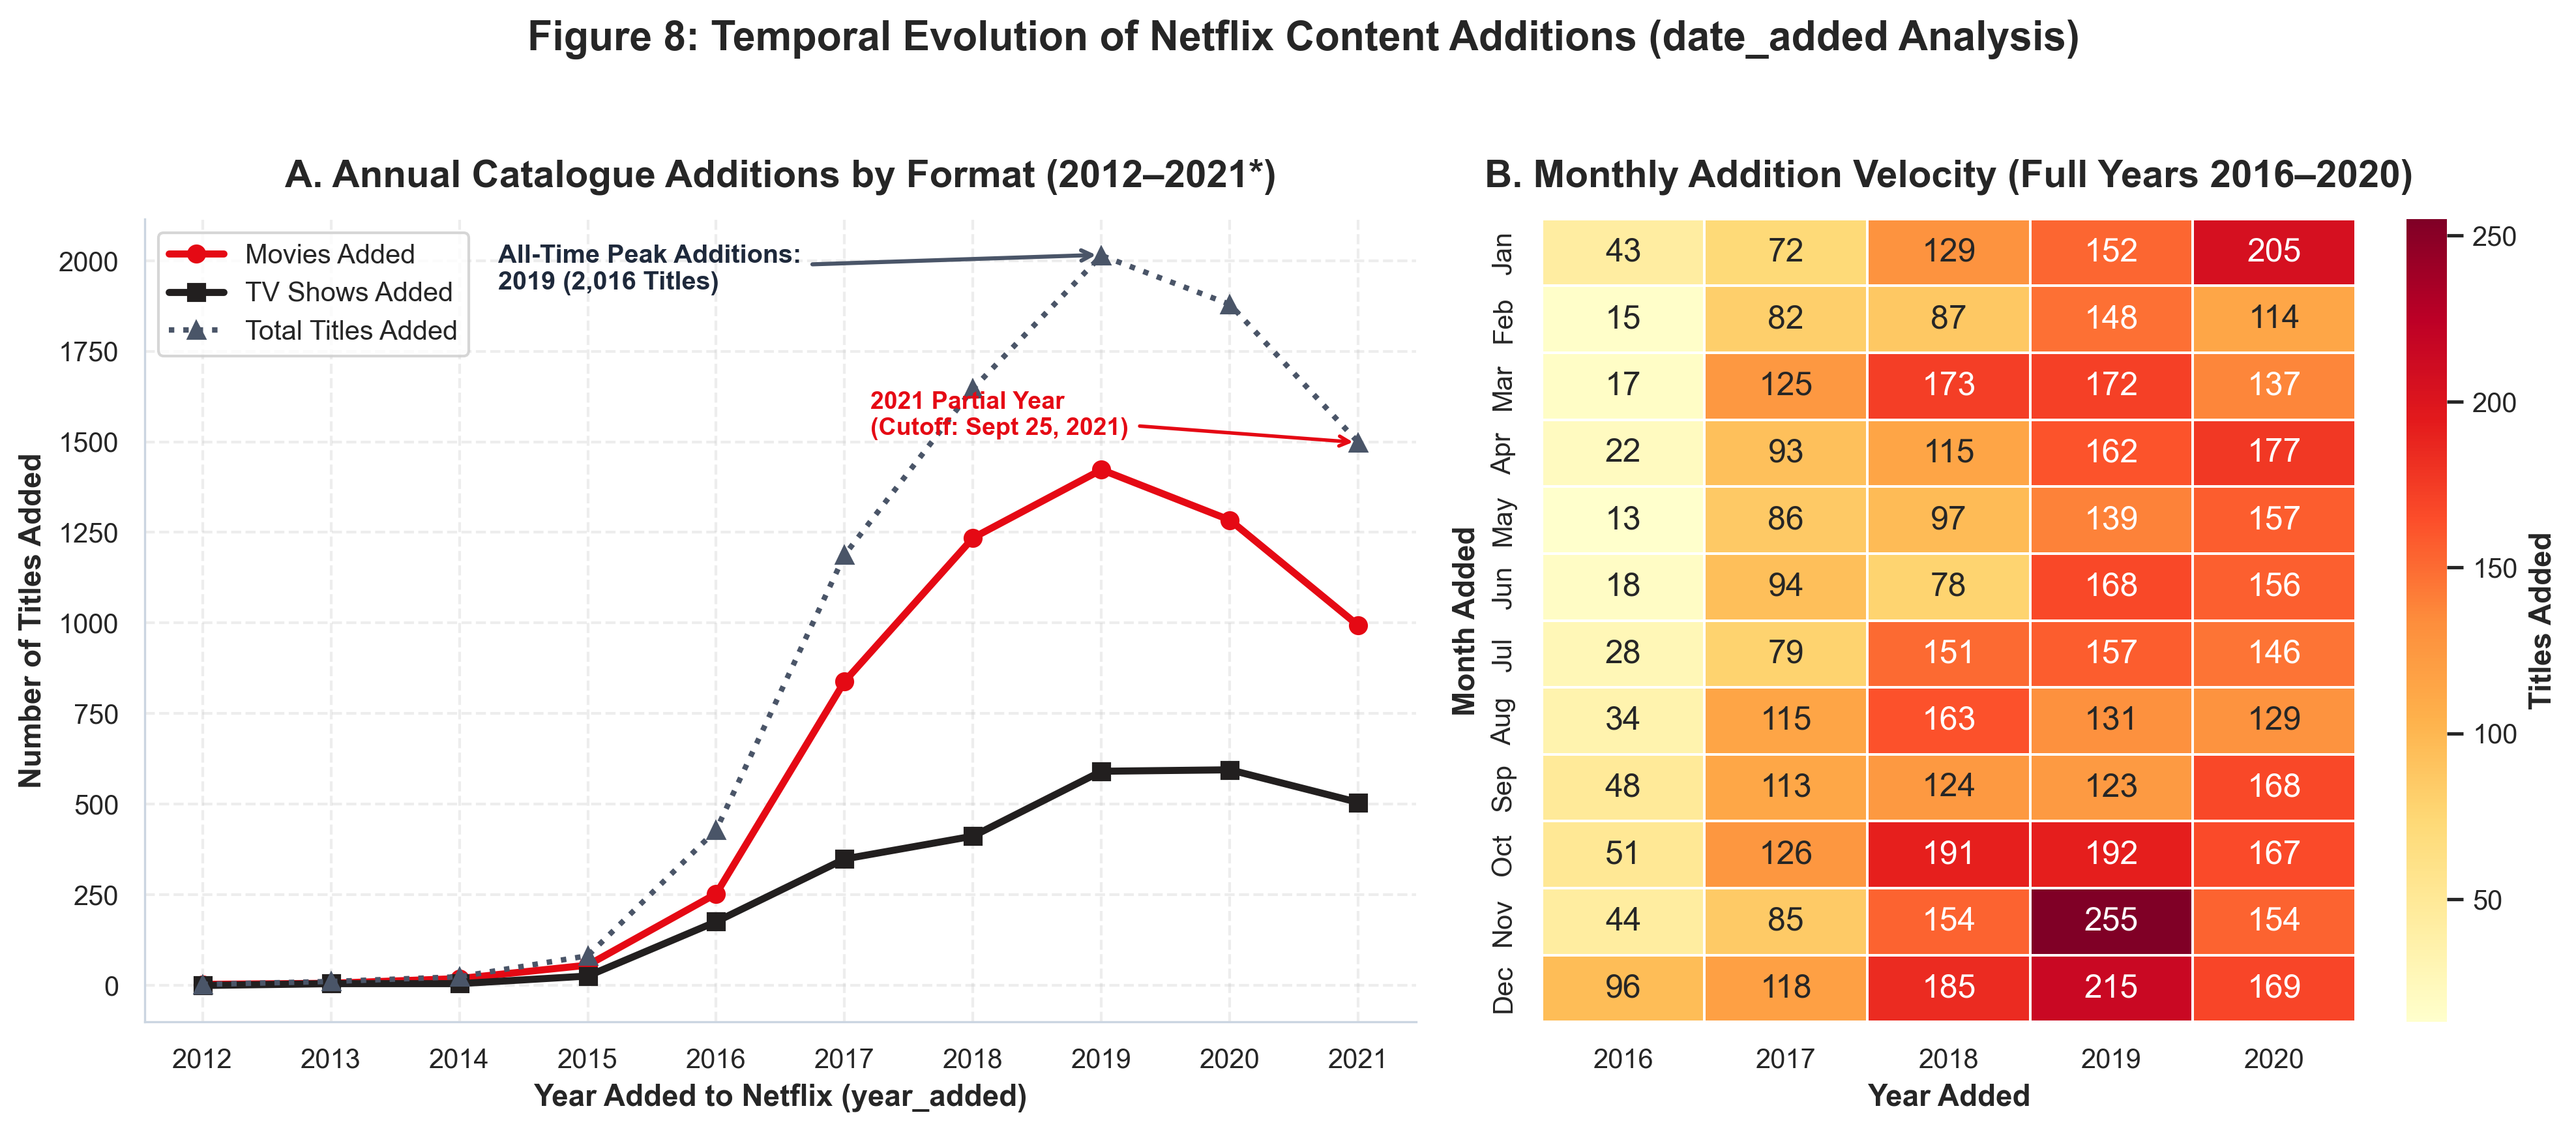 Figure 8: Temporal Evolution of Netflix Content Additions (date_added Analysis)
A. Annual Catalogue Additions by Format (2012–2021*)
Number of Titles Added
2000
1750
1500
1250
1000
750
500
250
0
Movies Added
TV Shows Added
Total Titles Added
All-Time Peak Additions:
2019 (2,016 Titles)
2021 Partial Year
(Cutoff: Sept 25, 2021)
2012 2013 2014 2015 2016 2017 2018 2019 2020 2021
Year Added to Netflix (year_added)
B. Monthly Addition Velocity (Full Years 2016–2020)
Month Added
Jan 43 72 129 152 205
Feb 15 82 87 148 114
Mar 17 125 173 172 137
Apr 22 93 115 162 177
May 13 86 97 139 157
Jun 18 94 78 168 156
Jul 28 79 151 157 146
Aug 34 115 163 131 129
Sep 48 113 124 123 168
Oct 51 126 191 192 167
Nov 44 85 154 255 154
Dec 96 118 185 215 169
2016 2017 2018 2019 2020
Year Added
250
200
150
100
50
Titles Added